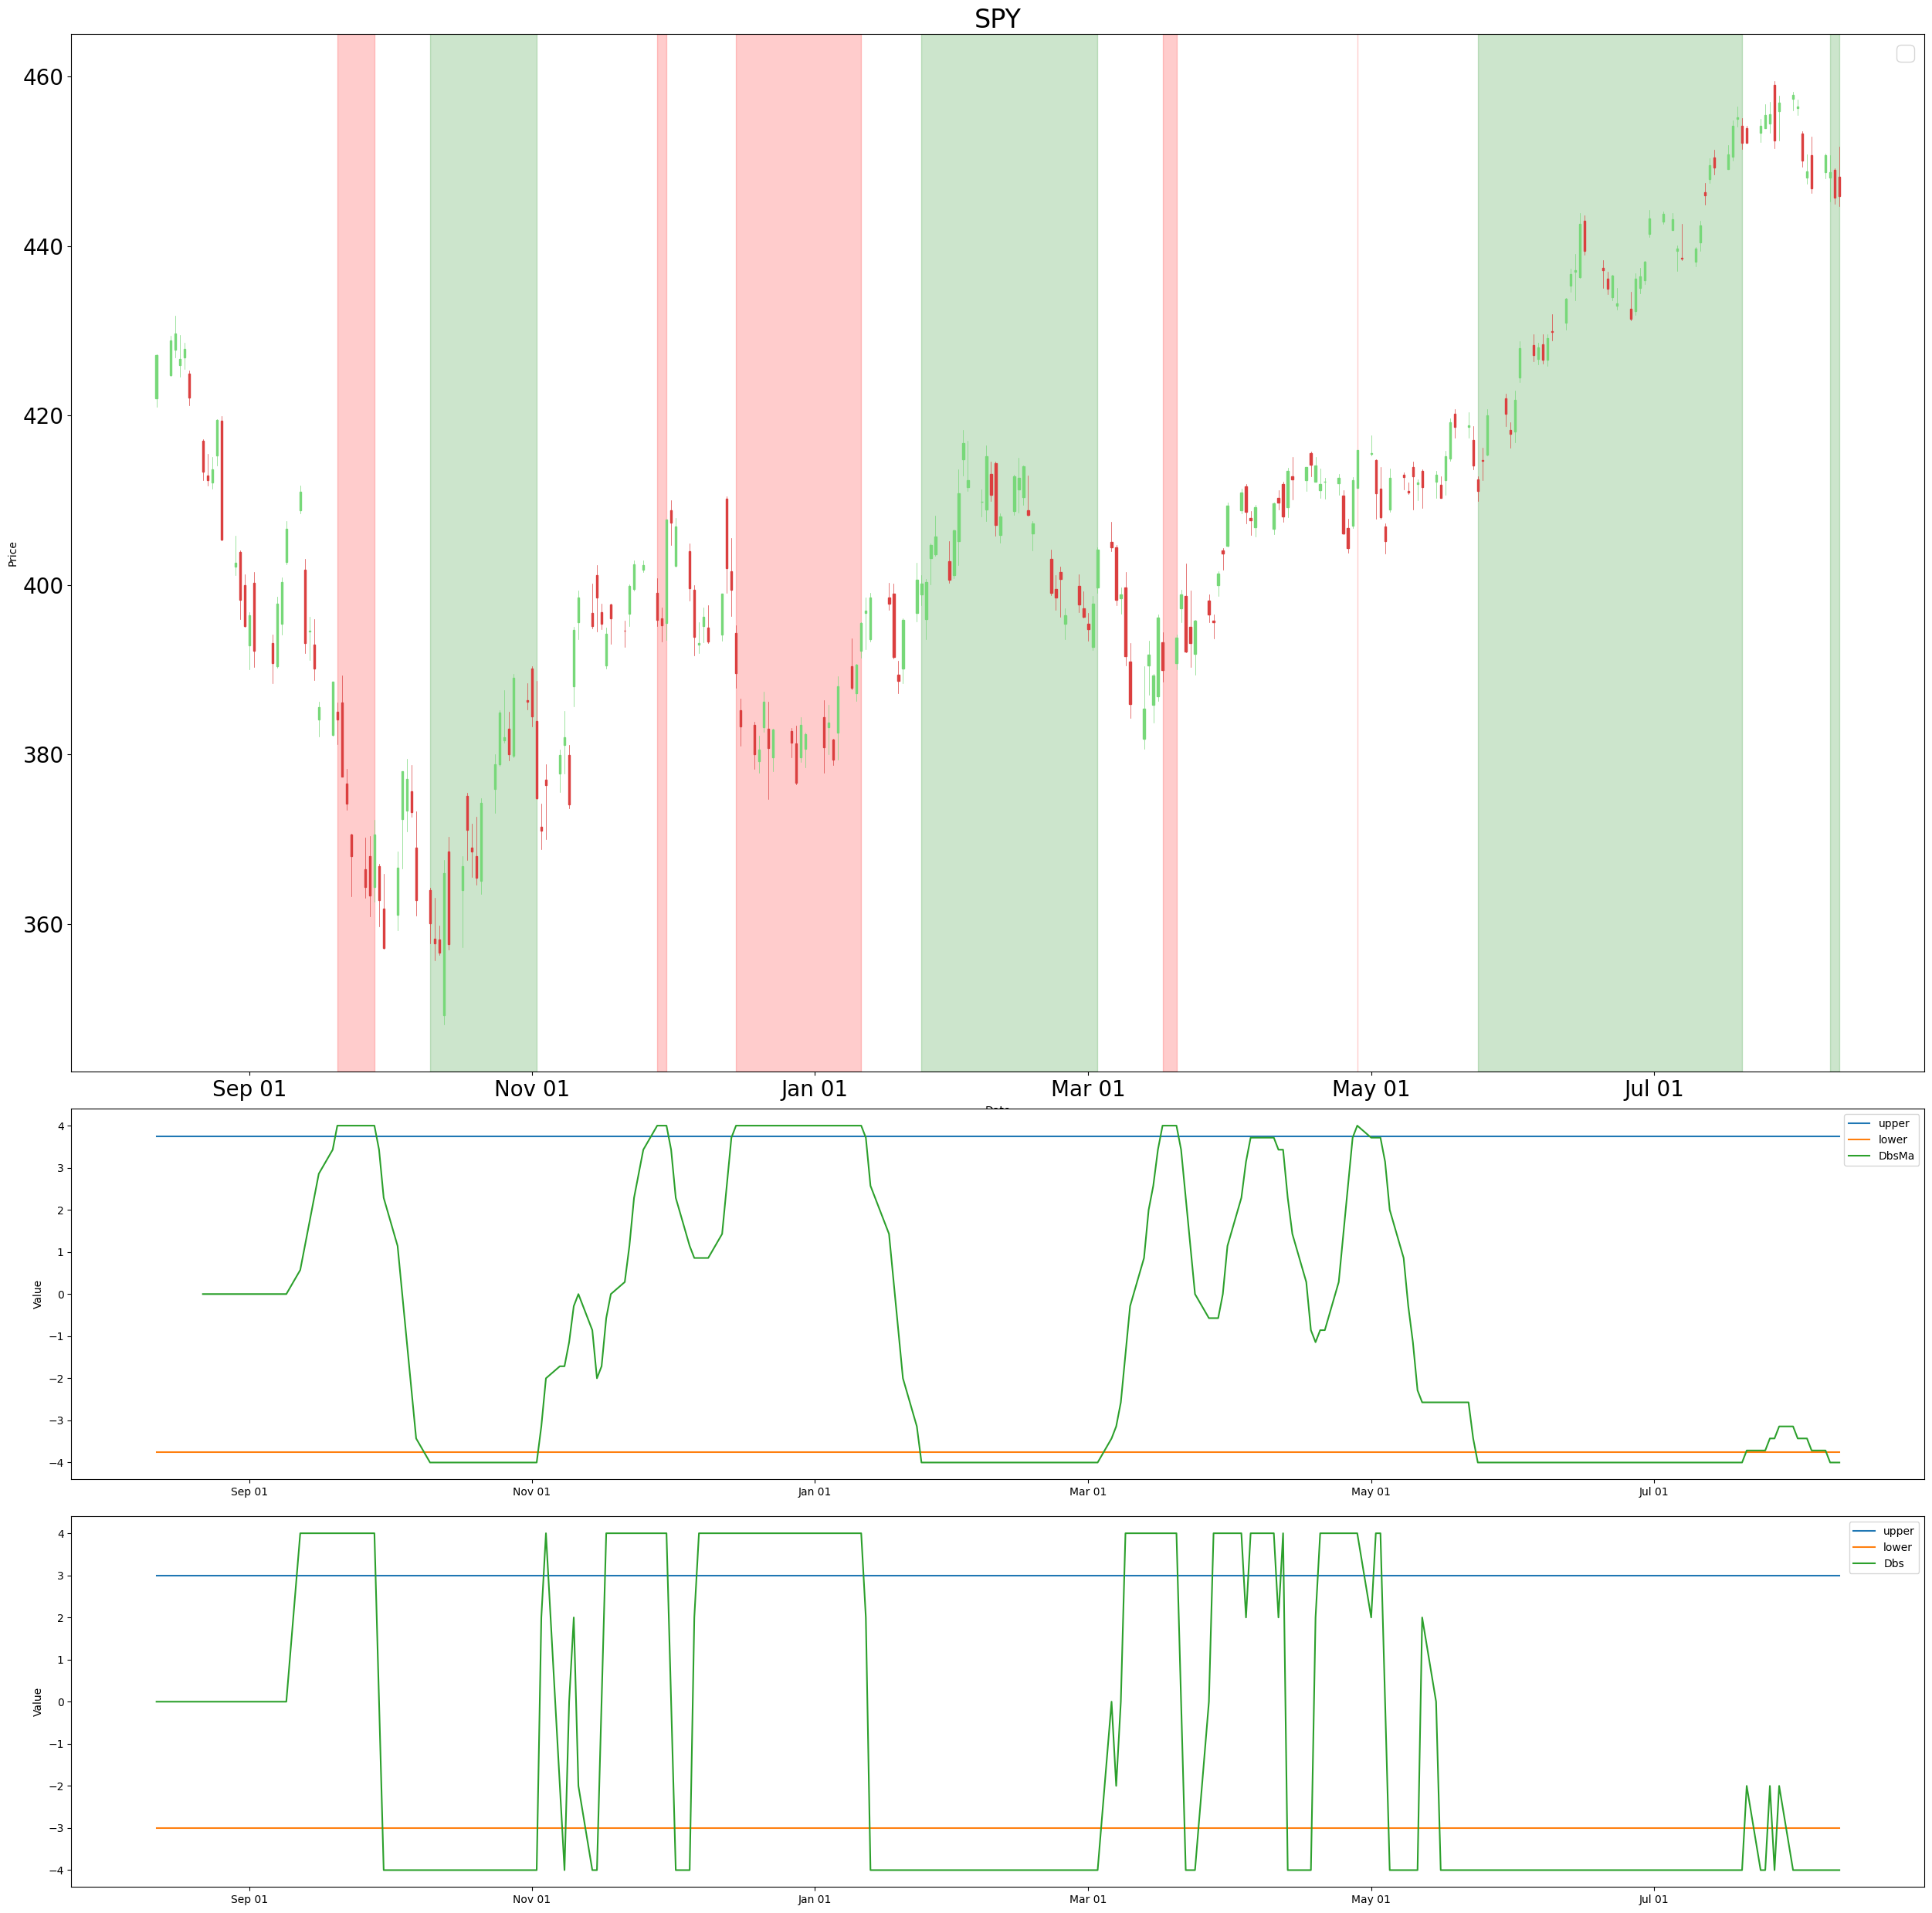 SPY
Price
460
440
420
400
380
360
Sep 01
Nov 01
Jan 01
Mar 01
May 01
Jul 01
Value
4
3
2
1
0
−1
−2
−3
−4
upper
lower
DbsMa
Sep 01
Nov 01
Jan 01
Mar 01
May 01
Jul 01
Value
4
3
2
1
0
−1
−2
−3
−4
upper
lower
Dbs
Sep 01
Nov 01
Jan 01
Mar 01
May 01
Jul 01